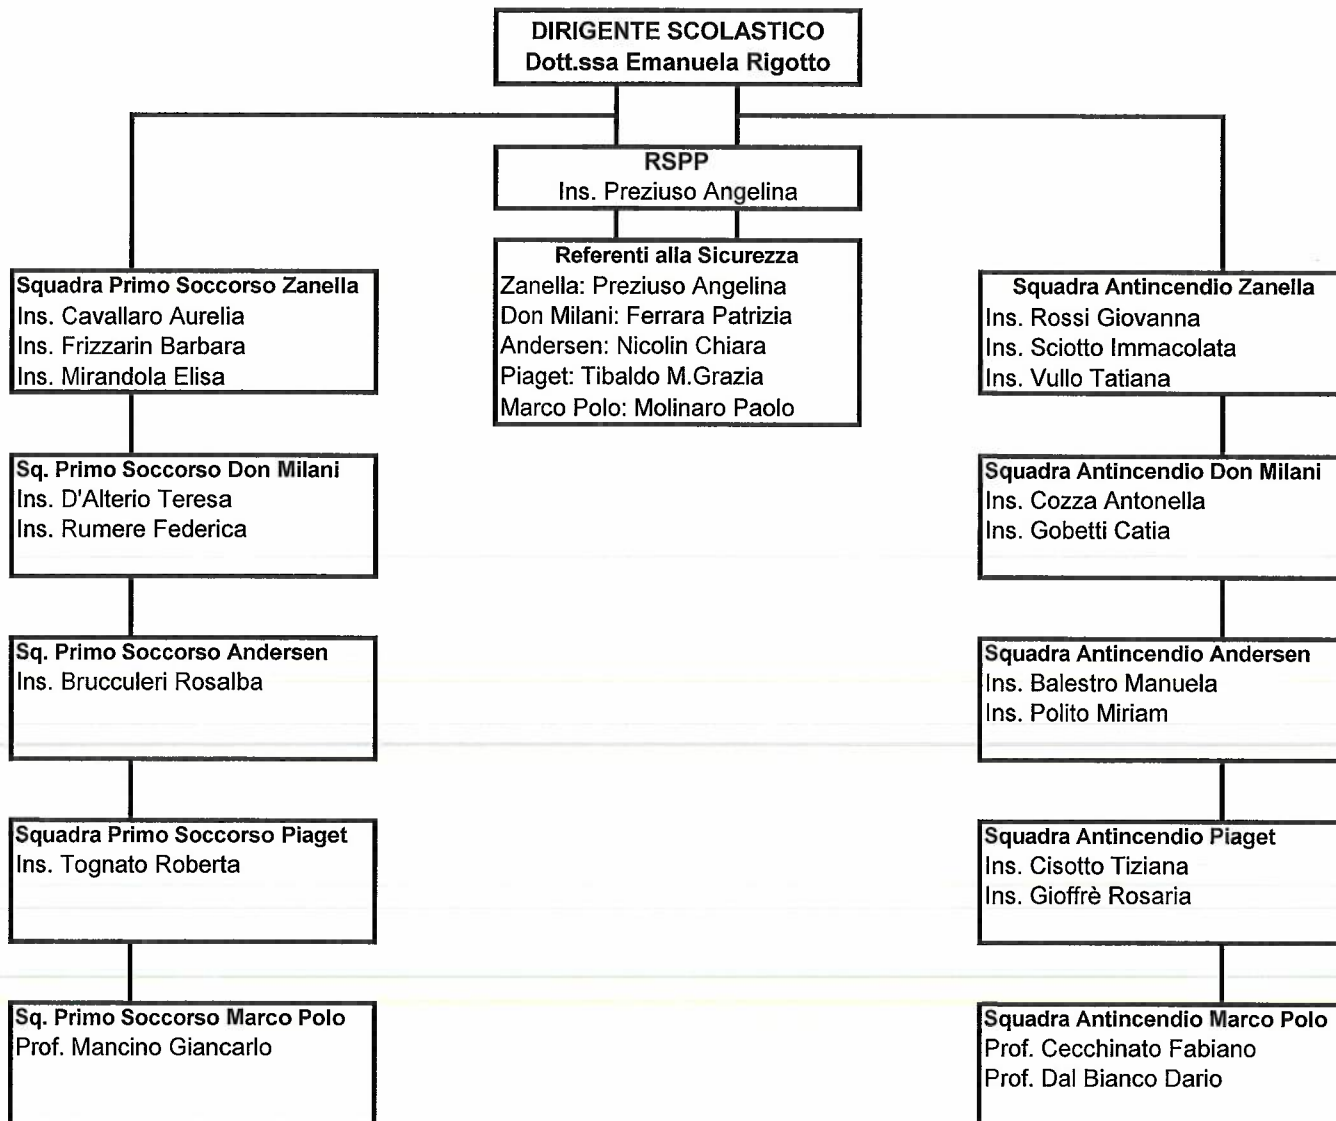 DIRIGENTE SCOLASTICO
Dott.ssa Emanuela Rigotto
RSPP
Ins. Preziuso Angelina
Referenti alla Sicurezza
Zanella: Preziuso Angelina
Don Milani: Ferrara Patrizia
Andersen: Nicolin Chiara
Piaget: Tibaldo M.Grazia
Marco Polo: Molinaro Paolo
Squadra Primo Soccorso Zanella
Ins. Cavallaro Aurelia
Ins. Frizzarin Barbara
Ins. Mirandola Elisa
Sq. Primo Soccorso Don Milani
Ins. D'Alterio Teresa
Ins. Rumere Federica
Sq. Primo Soccorso Andersen
Ins. Brucculeri Rosalba
Squadra Primo Soccorso Piaget
Ins. Tognato Roberta
Sq. Primo Soccorso Marco Polo
Prof. Mancino Giancarlo
Squadra Antincendio Zanella
Ins. Rossi Giovanna
Ins. Sciotto Immacolata
Ins. Vullo Tatiana
Squadra Antincendio Don Milani
Ins. Cozza Antonella
Ins. Gobetti Catia
Squadra Antincendio Andersen
Ins. Balestro Manuela
Ins. Polito Miriam
Squadra Antincendio Piaget
Ins. Cisotto Tiziana
Ins. Gioffrè Rosaria
Squadra Antincendio Marco Polo
Prof. Cecchinato Fabiano
Prof. Dal Bianco Dario